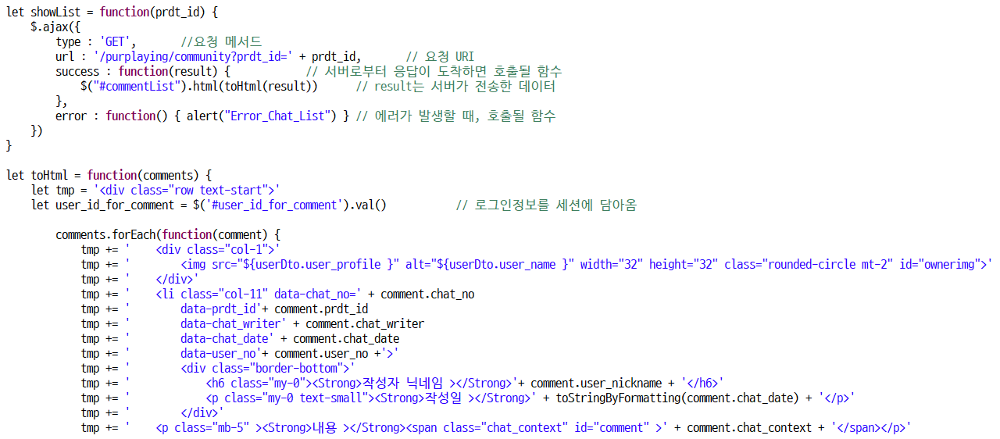 let showList = function(prdt_id) {
    $.ajax({
        type : 'GET',       //요청 메서드
        url : '/purplaying/community?prdt_id=' + prdt_id,       // 요청 URI
        success : function(result) {            // 서버로부터 응답이 도착하면 호출될 함수
            $("#commentList").html(toHtml(result))      // result는 서버가 전송한 데이터
        },
        error : function() { alert("Error_Chat_List") } // 에러가 발생할 때, 호출될 함수
    })
}

let toHtml = function(comments) {
    let tmp = '<div class="row text-start">'
    let user_id_for_comment = $('#user_id_for_comment').val()           // 로그인정보를 세션에 담아옴

        comments.forEach(function(comment) {
            tmp += '    <div class="col-1">'
            tmp += '        <img src="${userDto.user_profile }" alt="${userDto.user_name }" width="32" height="32" class="rounded-circle mt-2" id="ownerimg">'
            tmp += '    </div>'
            tmp += '    <li class="col-11" data-chat_no=' + comment.chat_no
            tmp += '        data-prdt_id'+ comment.prdt_id
            tmp += '        data-chat_writer' + comment.chat_writer
            tmp += '        data-chat_date' + comment.chat_date
            tmp += '        data-user_no'+ comment.user_no +'>'
            tmp += '        <div class="border-bottom">'
            tmp += '            <h6 class="my-0"><Strong>작성자 닉네임 ></Strong>'+ comment.user_nickname + '</h6>'
            tmp += '            <p class="my-0 text-small"><Strong>작성일 ></Strong>' + toStringByFormatting(comment.chat_date) + '</p>'
            tmp += '        </div>'
            tmp += '    <p class="mb-5" ><Strong>내용 ></Strong><span class="chat_context" id="comment" >' + comment.chat_context + '</span></p>'